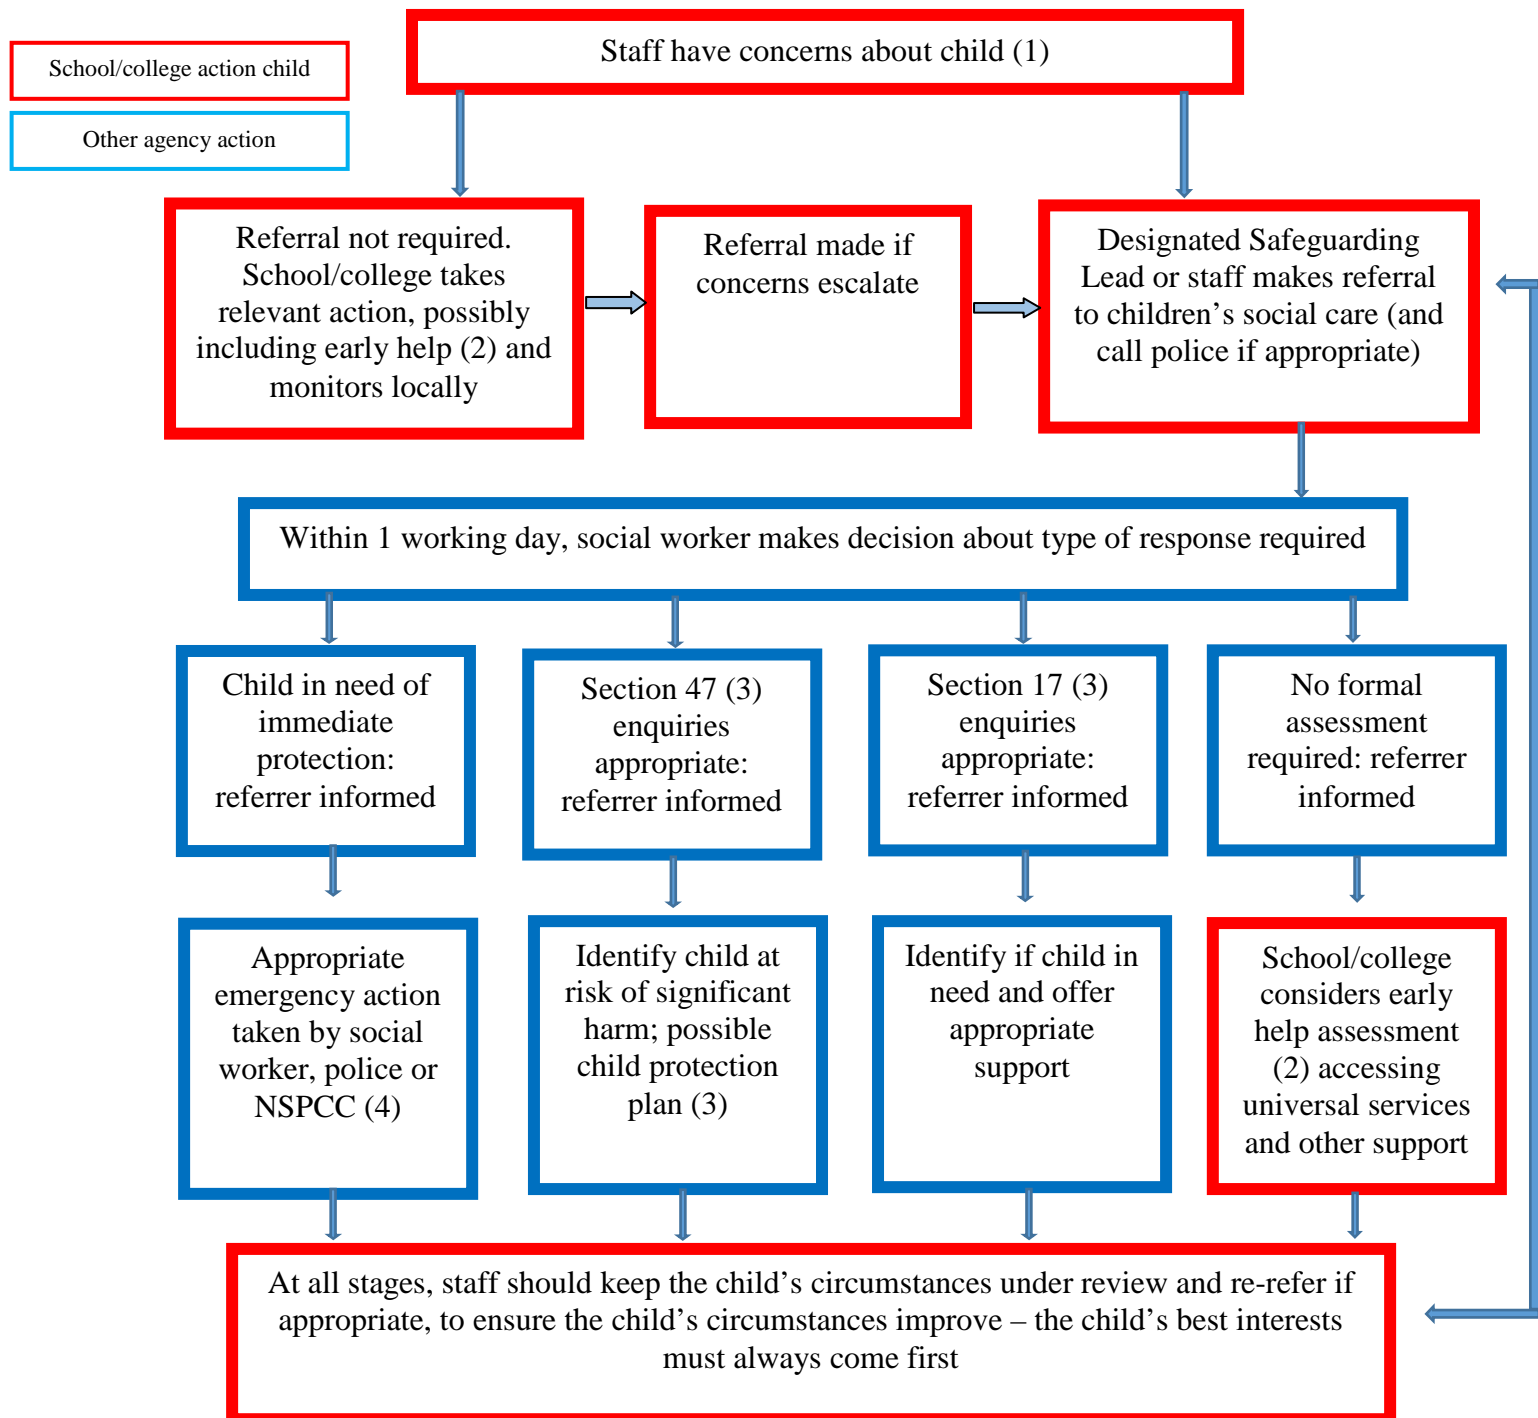 Staff have concerns about child (1)
School/college action child
Other agency action
Referral not required.
School/college takes
relevant action, possibly
including early help (2) and
monitors locally
Referral made if
concerns escalate
Designated Safeguarding
Lead or staff makes referral
to children’s social care (and
call police if appropriate)
Within 1 working day, social worker makes decision about type of response required
Child in need of
immediate
protection:
referrer informed
Section 47 (3)
enquiries
appropriate:
referrer informed
Section 17 (3)
enquiries
appropriate:
referrer informed
No formal
assessment
required: referrer
informed
Appropriate
emergency action
taken by social
worker, police or
NSPCC (4)
Identify child at
risk of significant
harm; possible
child protection
plan (3)
Identify if child in
need and offer
appropriate
support
School/college
considers early
help assessment
(2) accessing
universal services
and other support
At all stages, staff should keep the child’s circumstances under review and re-refer if
appropriate, to ensure the child’s circumstances improve – the child’s best interests
must always come first